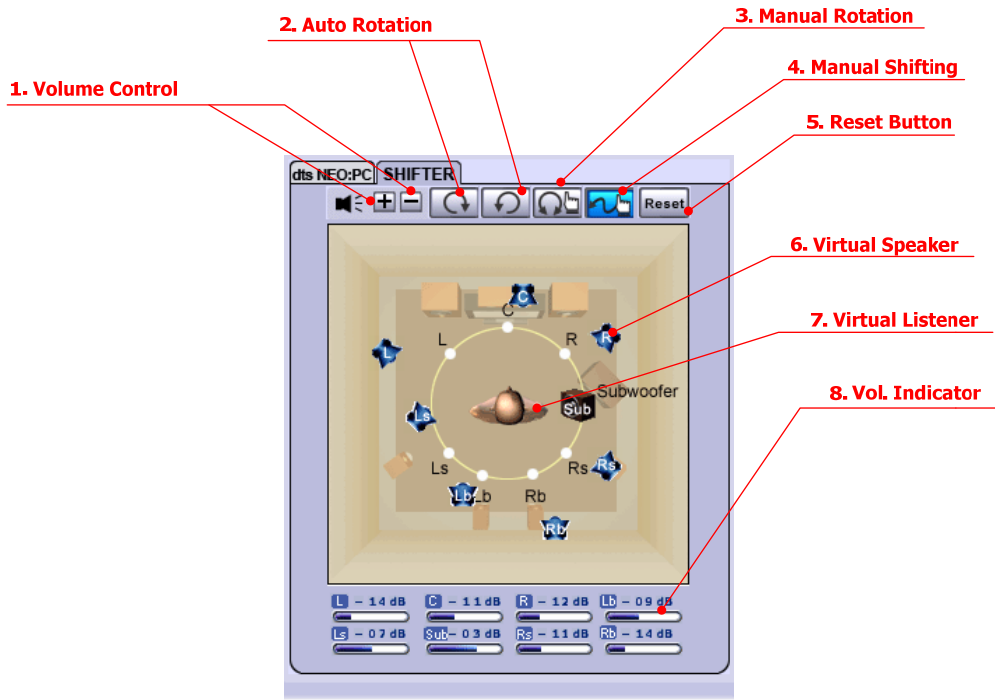 3. Manual Rotation
2. Auto Rotation
4. Manual Shifting
1. Volume Control
5. Reset Button
dts NEO:PC SHIFTER
Reset
6. Virtual Speaker
C
C
7. Virtual Listener
L R R
L
8. Vol. Indicator
Subwoofer
Ls Sub
Ls Rs Rs
Lb Lb Rb
Rb
L - 14 dB C - 11 dB R - 12 dB Lb - 09 dB
Ls - 07 dB Sub - 03 dB Rs - 11 dB Rb - 14 dB